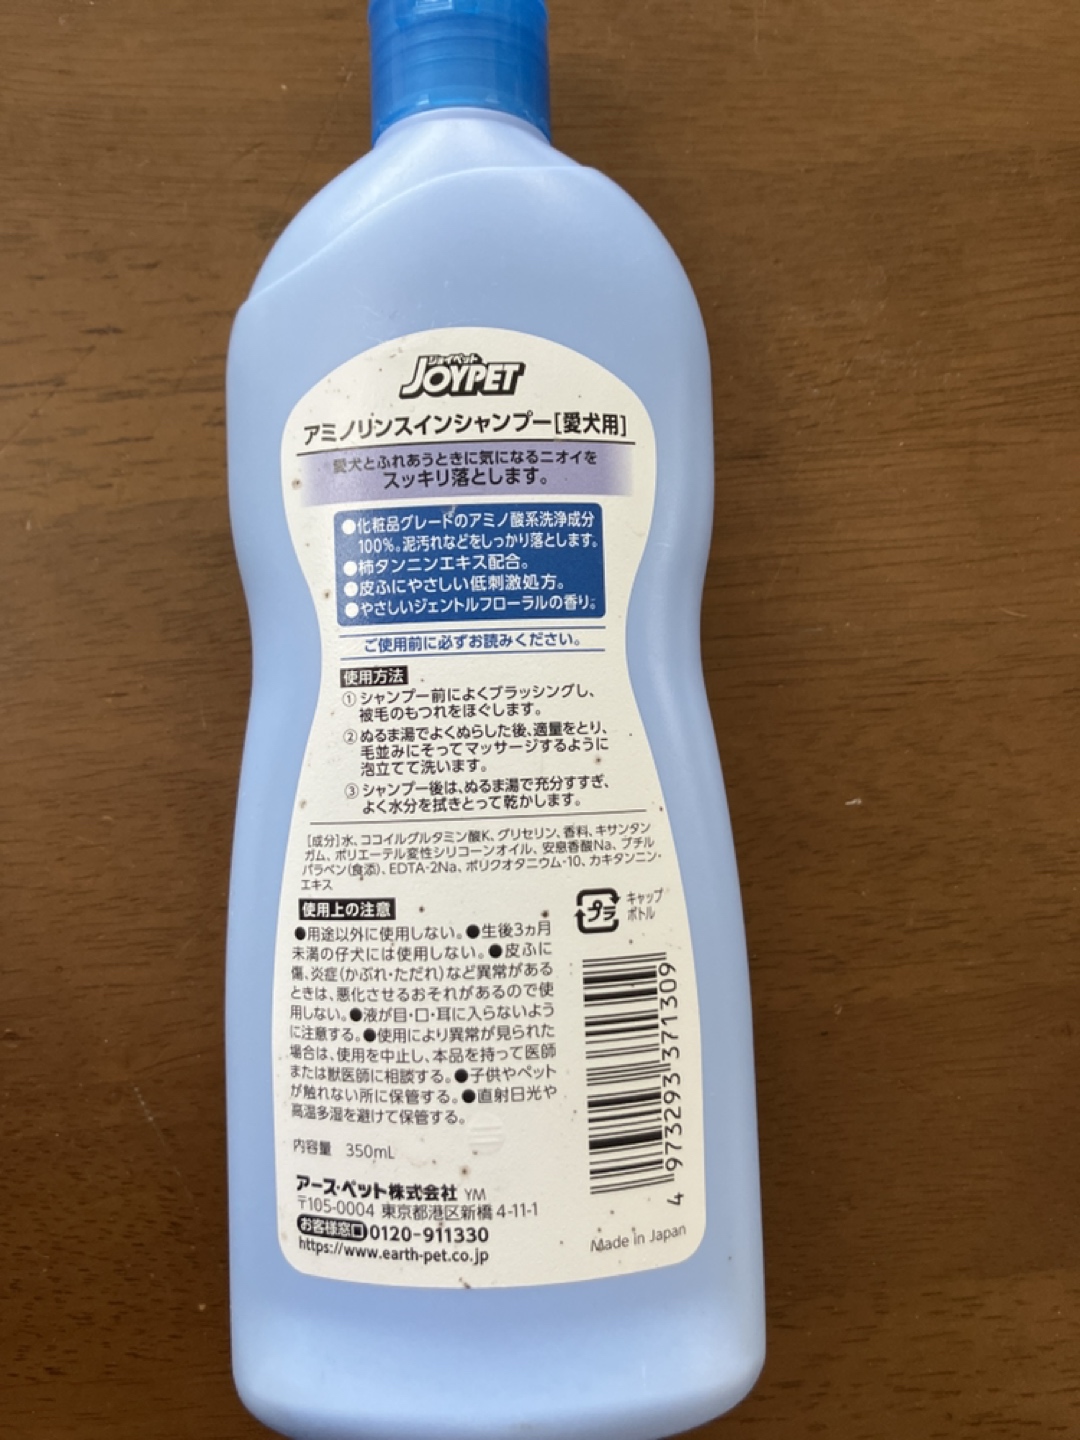 ジョイペット
JOYPET
アミノリンスインシャンプー[愛犬用]
愛犬とふれあうときに気になるニオイを
スッキリ落とします。
●化粧品グレードのアミノ酸系洗浄成分
100%。泥汚れなどをしっかり落とします。
●柿タンニンエキス配合。
●皮ふにやさしい低刺激処方。
●やさしいジェントルフローラルの香り。
ご使用前に必ずお読みください。
使用方法
① シャンプー前によくブラッシングし、
被毛のもつれをほぐします。
② ぬるま湯でよくぬらした後、適量をとり、
毛並みにそってマッサージするように
泡立てて洗います。
③ シャンプー後は、ぬるま湯で充分すすぎ、
よく水分を拭きとって乾かします。
[成分]水、ココイルグルタミン酸K、グリセリン、香料、キサンタン
ガム、ポリエーテル変性シリコーンオイル、安息香酸Na、ブチル
パラベン(食添)、EDTA-2Na、ポリクオタニウム-10、カキタンニン・
エキス
使用上の注意
●用途以外に使用しない。●生後3ヵ月
未満の仔犬には使用しない。●皮ふに
傷、炎症(かぶれ・ただれ)など異常がある
ときは、悪化させるおそれがあるので使
用しない。●液が目・口・耳に入らないよう
に注意する。●使用により異常が見られた
場合は、使用を中止し、本品を持って医師
または獣医師に相談する。●子供やペット
が触れない所に保管する。●直射日光や
高温多湿を避けて保管する。
内容量 350mL
アース・ペット株式会社 YM
〒105-0004 東京都港区新橋4-11-1
お客様窓口 0120-911330
https://www.earth-pet.co.jp
プラ
キャップ
ボトル
4 973293 371309
Made in Japan